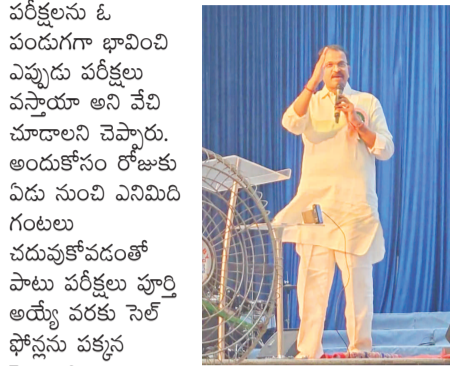 పరీక్షలను ఓ
పండుగగా భావించి
ఎప్పుడు పరీక్షలు
వస్తాయా అని వేచి
చూడాలని చెప్పారు.
అందుకోసం రోజుకు
ఏడు నుంచి ఎనిమిది
గంటలు
చదువుకోవడంతో
పాటు పరీక్షలు పూర్తి
అయ్యే వరకు సెల్
ఫోన్లను పక్కన